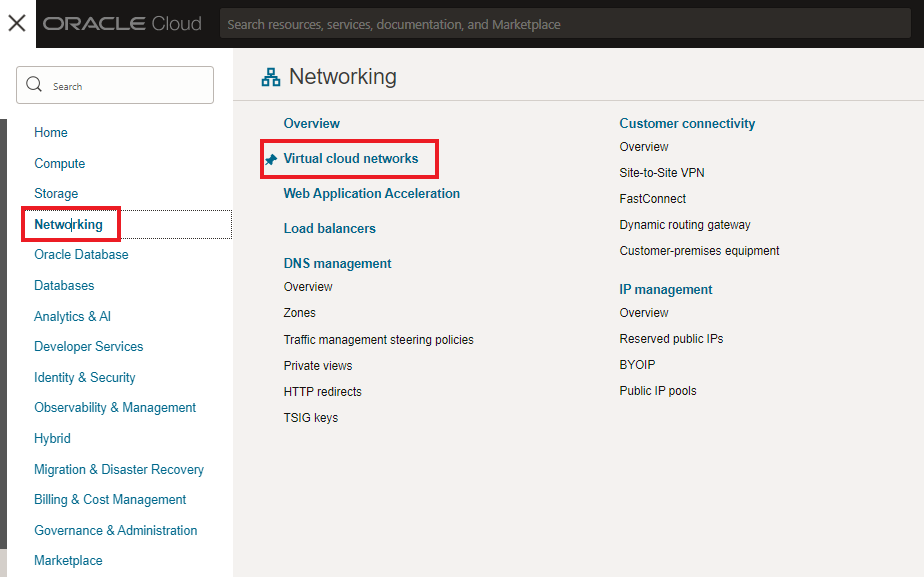 ORACLE Cloud
Search resources, services, documentation, and Marketplace
Search
Home
Compute
Storage
Networking
Oracle Database
Databases
Analytics & AI
Developer Services
Identity & Security
Observability & Management
Hybrid
Migration & Disaster Recovery
Billing & Cost Management
Governance & Administration
Marketplace
Networking
Overview
Virtual cloud networks
Web Application Acceleration
Load balancers
DNS management
Overview
Zones
Traffic management steering policies
Private views
HTTP redirects
TSIG keys
Customer connectivity
Overview
Site-to-Site VPN
FastConnect
Dynamic routing gateway
Customer-premises equipment
IP management
Overview
Reserved public IPs
BYOIP
Public IP pools